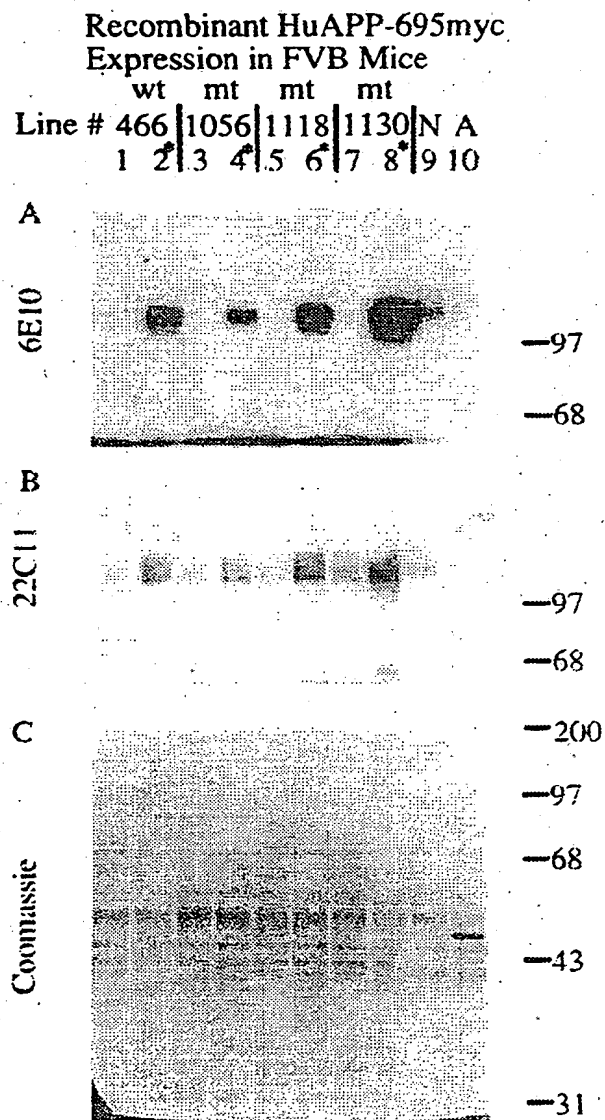 Recombinant HuAPP-695myc
Expression in FVB Mice
wt mt mt mt
Line # 466 | 1056 | 1118 | 1130 | N A
1 2* | 3 4* | 5 6* | 7 8* | 9 10
A
6E10
—97
—68
B
22C11
—97
—68
C
Coomassie
—200
—97
—68
—43
—31